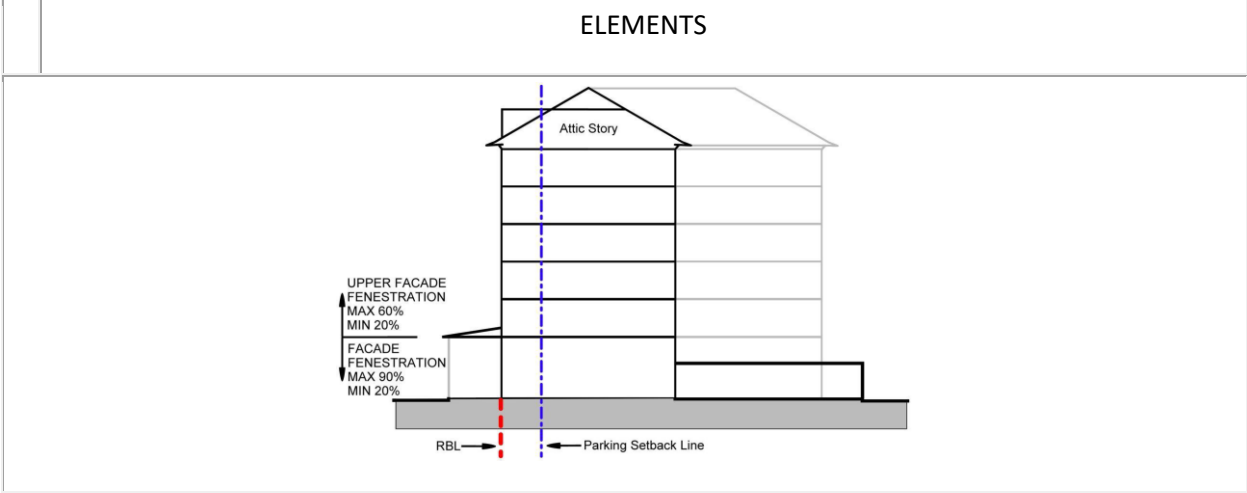 ELEMENTS
Attic Story
UPPER FACADE
FENESTRATION
MAX 60%
MIN 20%
FACADE
FENESTRATION
MAX 90%
MIN 20%
RBL
Parking Setback Line